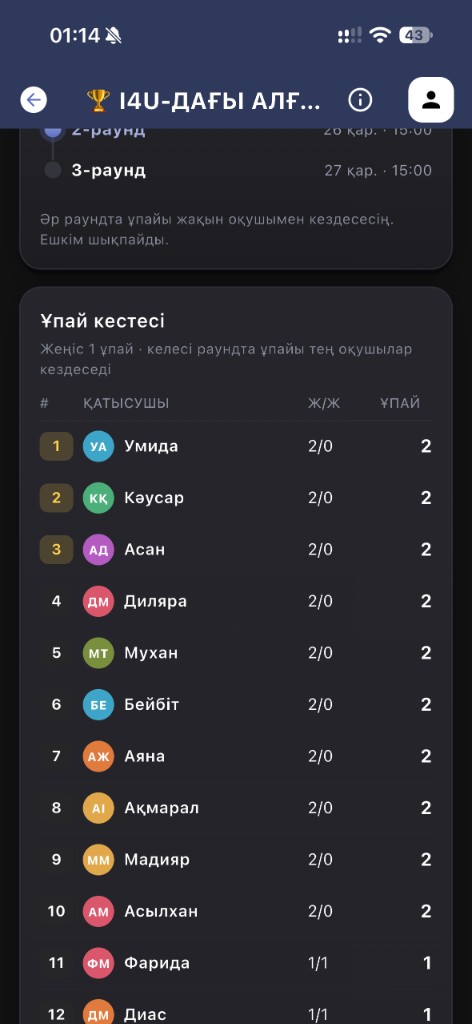 01:14
43
🏆 I4U-ДАҒЫ АЛҒ...
2-раунд 26 қар. · 15:00
3-раунд 27 қар. · 15:00
Әр раундта ұпайы жақын оқушымен кездесесің.
Ешкім шықпайды.
Ұпай кестесі
Жеңіс 1 ұпай · келесі раундта ұпайы тең оқушылар
кездеседі
# ҚАТЫСУШЫ Ж/Ж ҰПАЙ
1 УА Умида 2/0 2
2 КҚ Кәусар 2/0 2
3 АД Асан 2/0 2
4 ДМ Диляра 2/0 2
5 МТ Мухан 2/0 2
6 БЕ Бейбіт 2/0 2
7 АЖ Аяна 2/0 2
8 АІ Ақмарал 2/0 2
9 ММ Мадияр 2/0 2
10 АМ Асылхан 2/0 2
11 ФМ Фарида 1/1 1
12 ДМ Диас 1/1 1